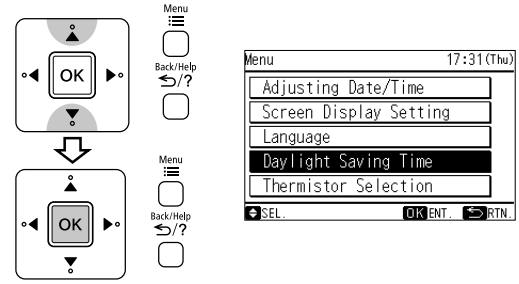 Menu
OK
Back/Help
/?
Menu
OK
Back/Help
/?
Menu 17:31(Thu)
Adjusting Date/Time
Screen Display Setting
Language
Daylight Saving Time
Thermistor Selection
SEL. OK ENT. RTN.